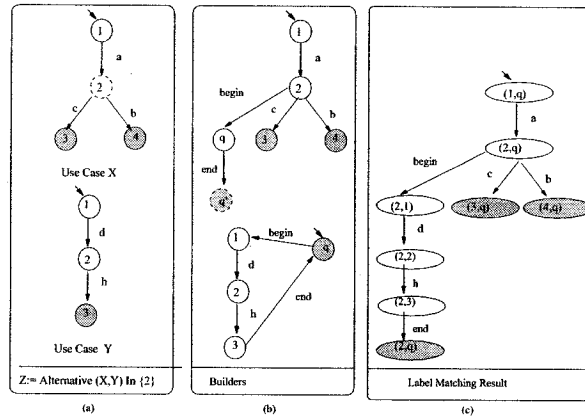 1
a
2
c
b
3
4
Use Case X
1
d
2
h
3
Use Case Y
Z:= Alternative (X,Y) In {2}
(a)
1
a
2
begin
c
b
q
3
4
end
q'
1
begin
q
d
2
h
end
3
Builders
(b)
(1,q)
a
(2,q)
begin
c
b
(2,1)
(3,q)
(4,q)
d
(2,2)
h
(2,3)
end
(2,q)
Label Matching Result
(c)